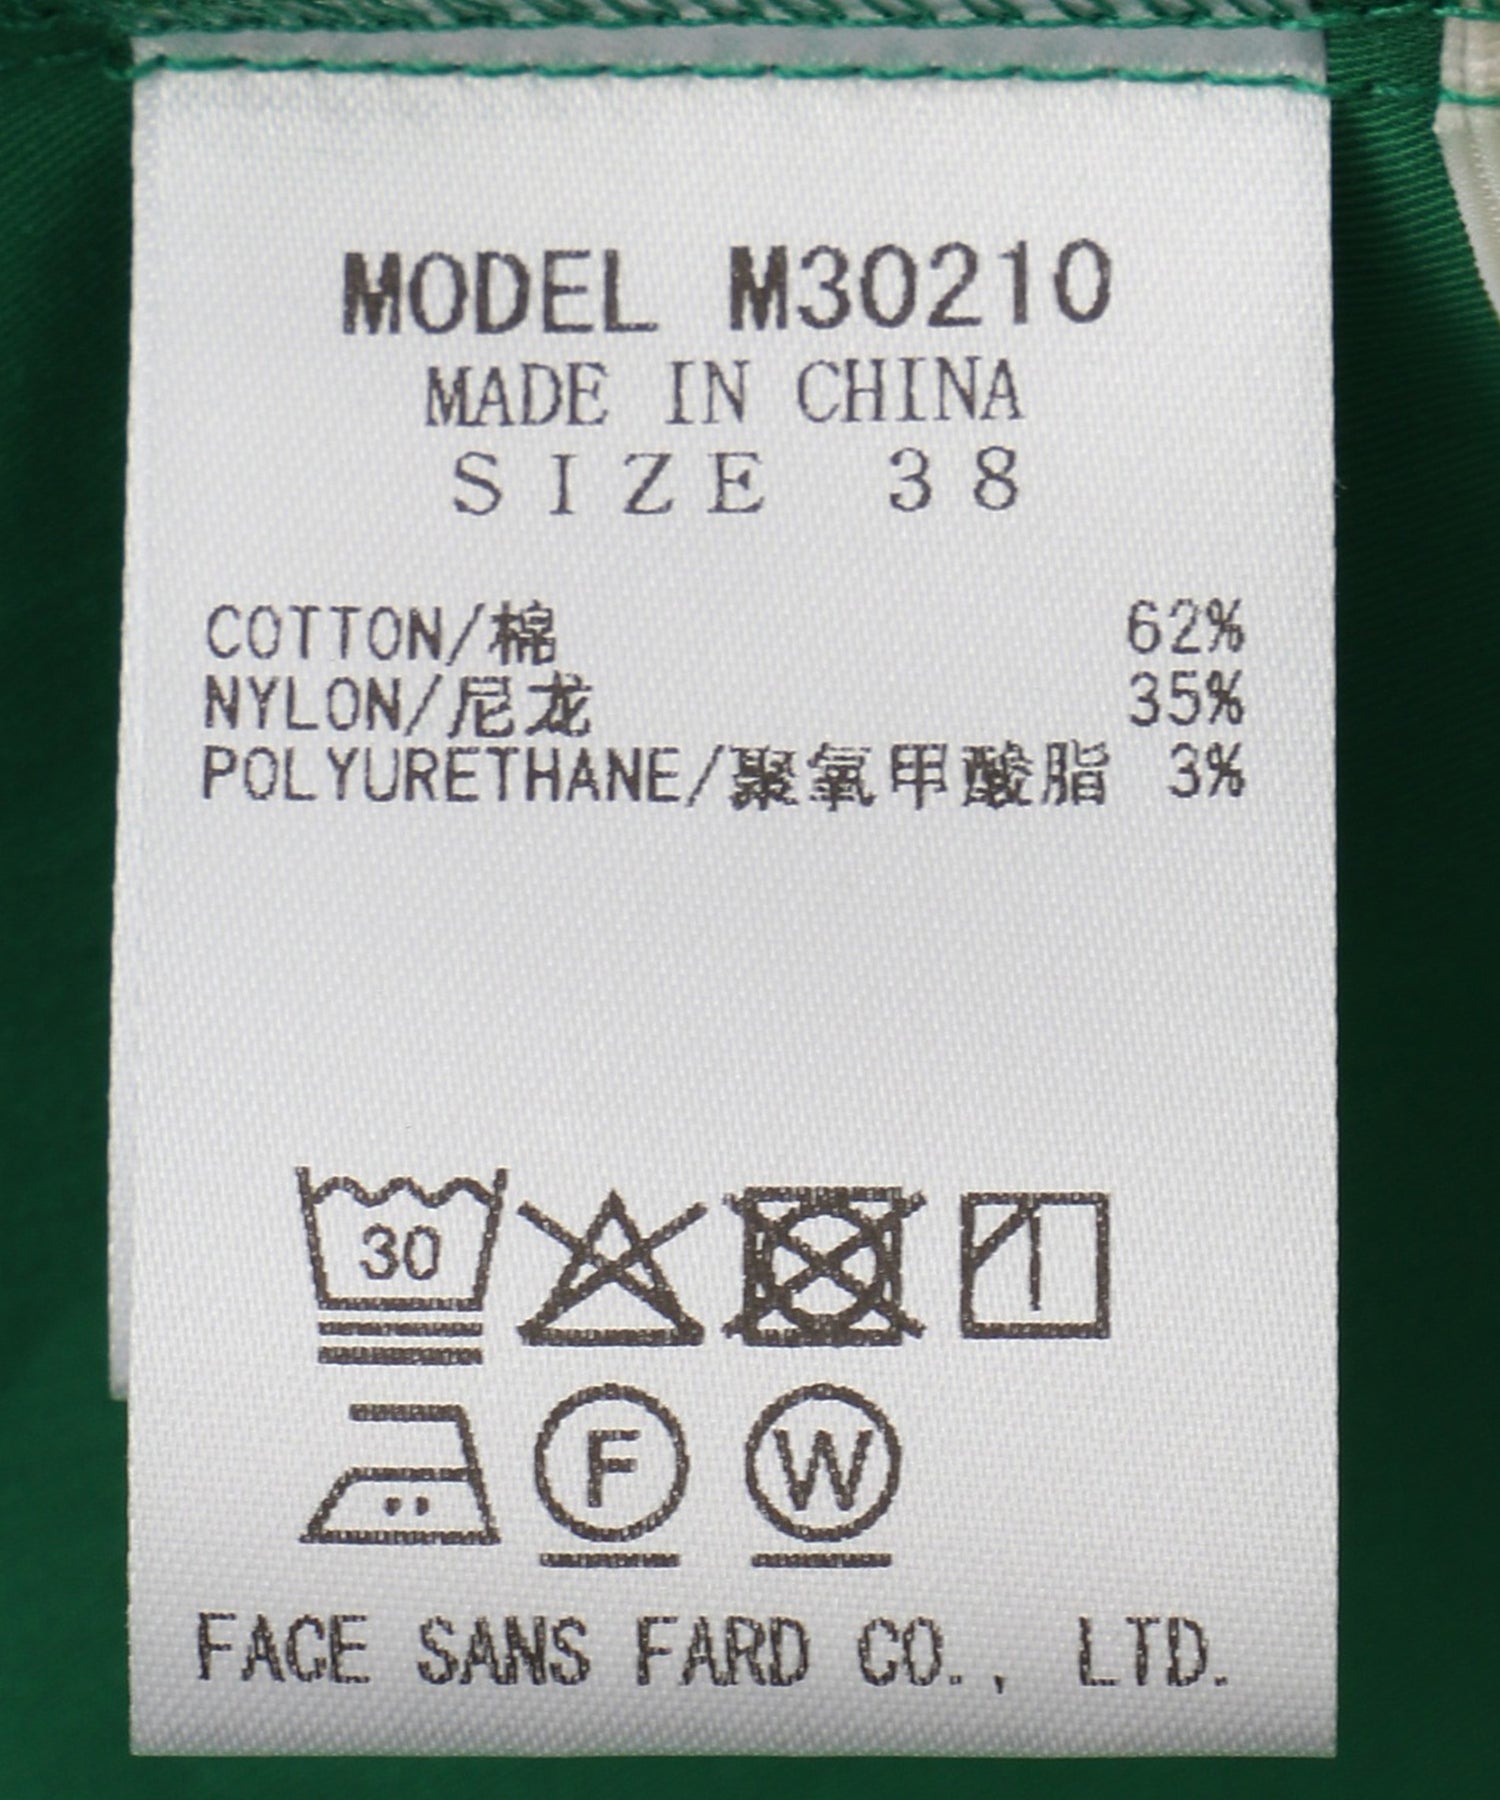 MODEL M30210
MADE IN CHINA
SIZE 38
COTTON/棉 62%
NYLON/尼龙 35%
POLYURETHANE/聚氧甲酸脂 3%
30
F W
FACE SANS FARD CO., LTD.